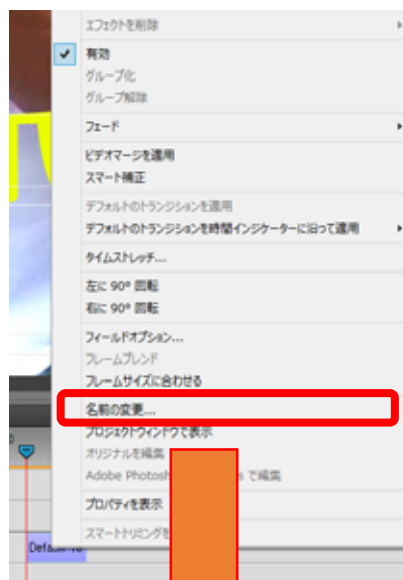 エフェクトを削除
有効
グループ化
グループ解除
フェード
ビデオマージを適用
スマート補正
デフォルトのトランジションを適用
デフォルトのトランジションを時間インジケーターに沿って適用
タイムストレッチ...
左に 90° 回転
右に 90° 回転
フィールドオプション...
フレームブレンド
フレームサイズに合わせる
名前の変更...
プロジェクトウィンドウで表示
オリジナルを編集
Adobe Photosh s で編集
プロパティを表示
スマートトリミングを